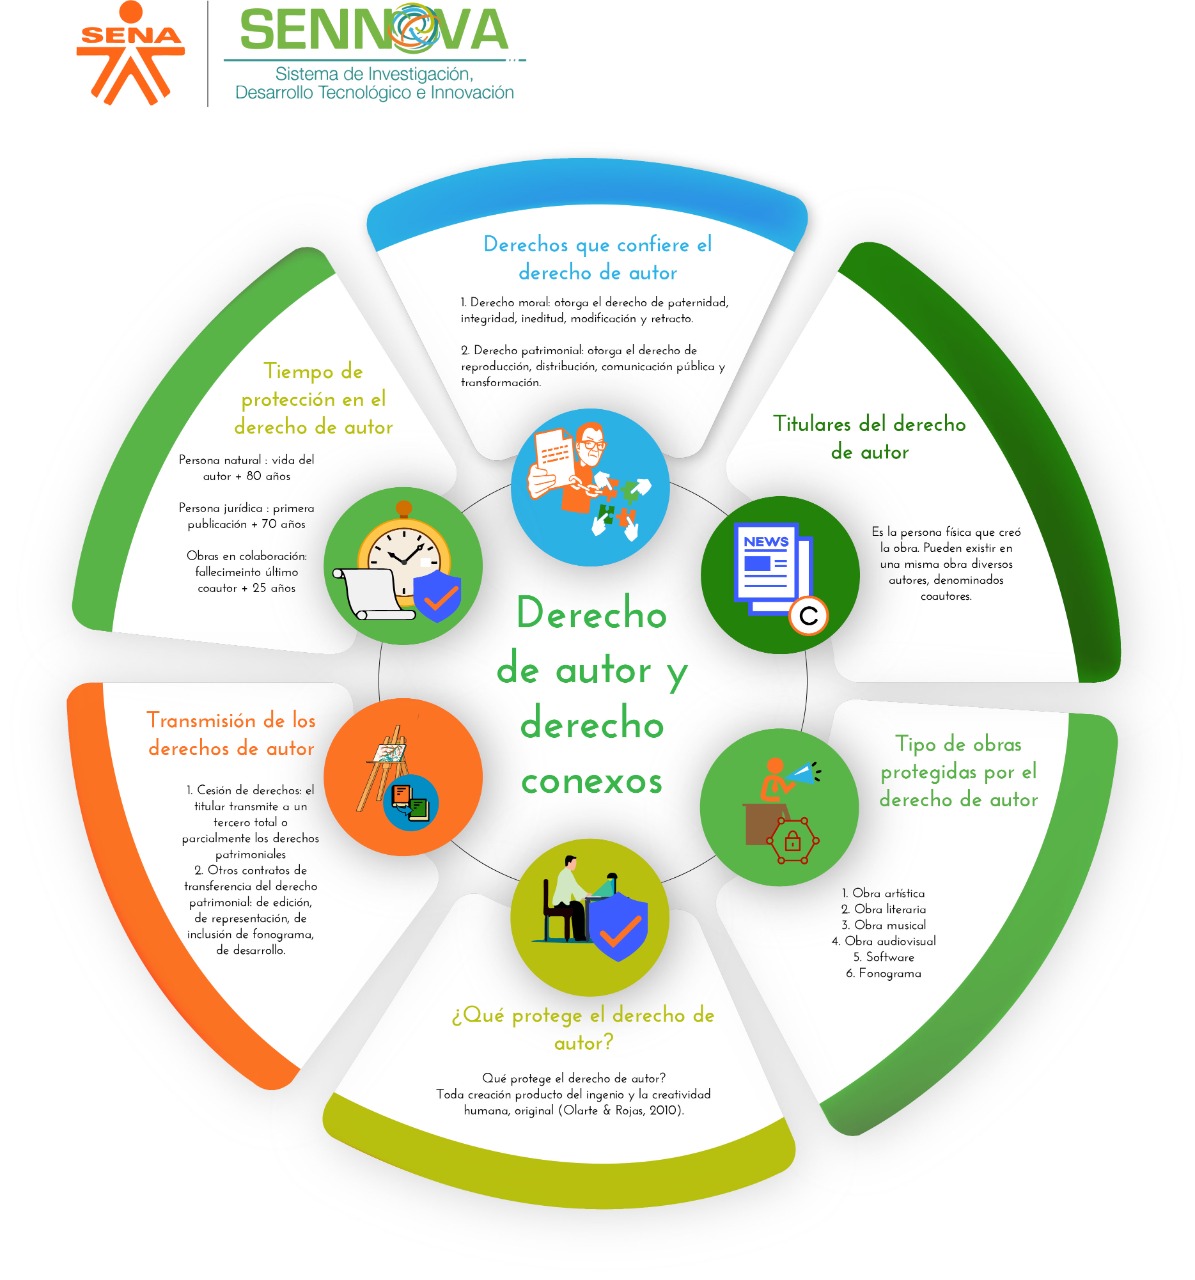 SENA
SENNOVA
Sistema de Investigación,
Desarrollo Tecnológico e Innovación
Derechos que confiere el
derecho de autor
1. Derecho moral: otorga el derecho de paternidad,
integridad, ineditud, modificación y retracto.
2. Derecho patrimonial: otorga el derecho de
reproducción, distribución, comunicación pública y
transformación.
Titulares del derecho
de autor
Es la persona física que creó
la obra. Pueden existir en
una misma obra diversos
autores, denominados
coautores.
NEWS
C
Tipo de obras
protegidas por el
derecho de autor
1. Obra artística
2. Obra literaria
3. Obra musical
4. Obra audiovisual
5. Software
6. Fonograma
¿Qué protege el derecho de
autor?
Qué protege el derecho de autor?
Toda creación producto del ingenio y la creatividad
humana, original (Olarte & Rojas, 2010).
Transmisión de los
derechos de autor
1. Cesión de derechos: el
titular transmite a un
tercero total o
parcialmente los derechos
patrimoniales
2. Otros contratos de
transferencia del derecho
patrimonial: de edición,
de representación, de
inclusión de fonograma,
de desarrollo.
Tiempo de
protección en el
derecho de autor
Persona natural : vida del
autor + 80 años
Persona jurídica : primera
publicación + 70 años
Obras en colaboración:
fallecimeinto último
coautor + 25 años
Derecho
de autor y
derecho
conexos